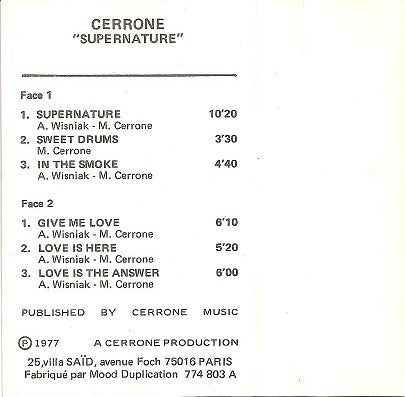 CERRONE
"SUPERNATURE"
Face 1
1. SUPERNATURE 10'20
A. Wisniak - M. Cerrone
2. SWEET DRUMS 3'30
M. Cerrone
3. IN THE SMOKE 4'40
A. Wisniak - M. Cerrone
Face 2
1. GIVE ME LOVE 6'10
A. Wisniak - M. Cerrone
2. LOVE IS HERE 5'20
A. Wisniak - M. Cerrone
3. LOVE IS THE ANSWER 6'00
A. Wisniak - M. Cerrone
PUBLISHED BY CERRONE MUSIC
Ⓟ 1977 A CERRONE PRODUCTION
25,villa SAÏD, avenue Foch 75016 PARIS
Fabriqué par Mood Duplication 774 803 A